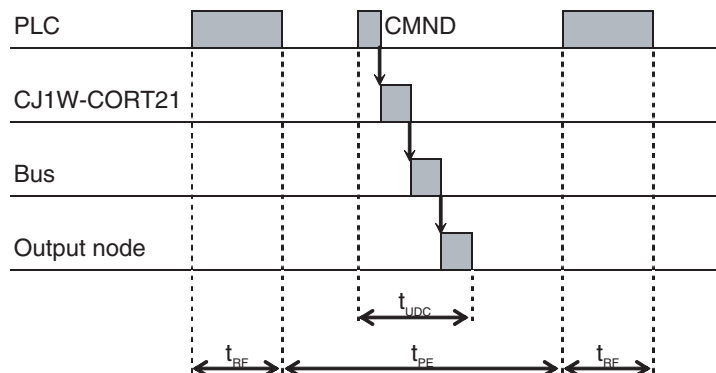 PLC
CMND
CJ1W-CORT21
Bus
Output node
tUDC
tRF tPE tRF